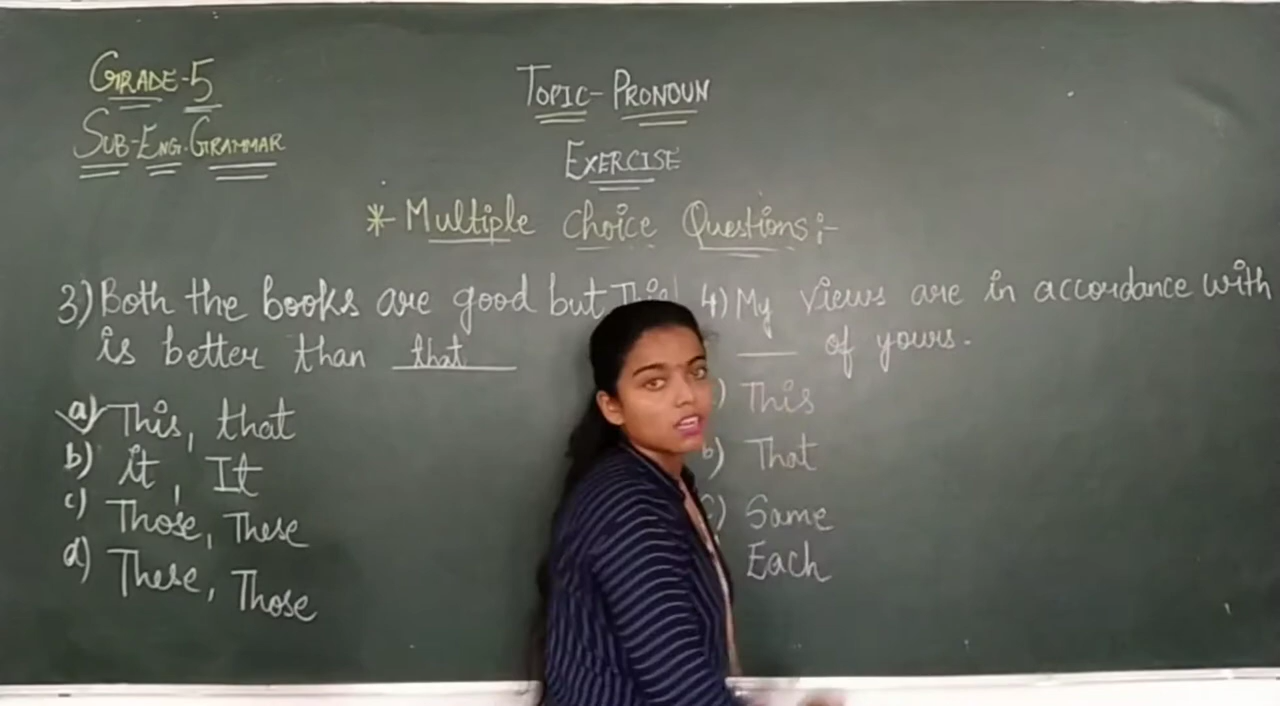 GRADE-5
SUB-ENG.GRAMMAR
TOPIC-PRONOUN
EXERCISE
* Multiple Choice Questions:-
3) Both the books are good but This
is better than that
a) This, that
b) it, It
c) Those, These
d) These, Those
4) My views are in accordance with
___ of yours.
) This
b) That
c) Same
Each